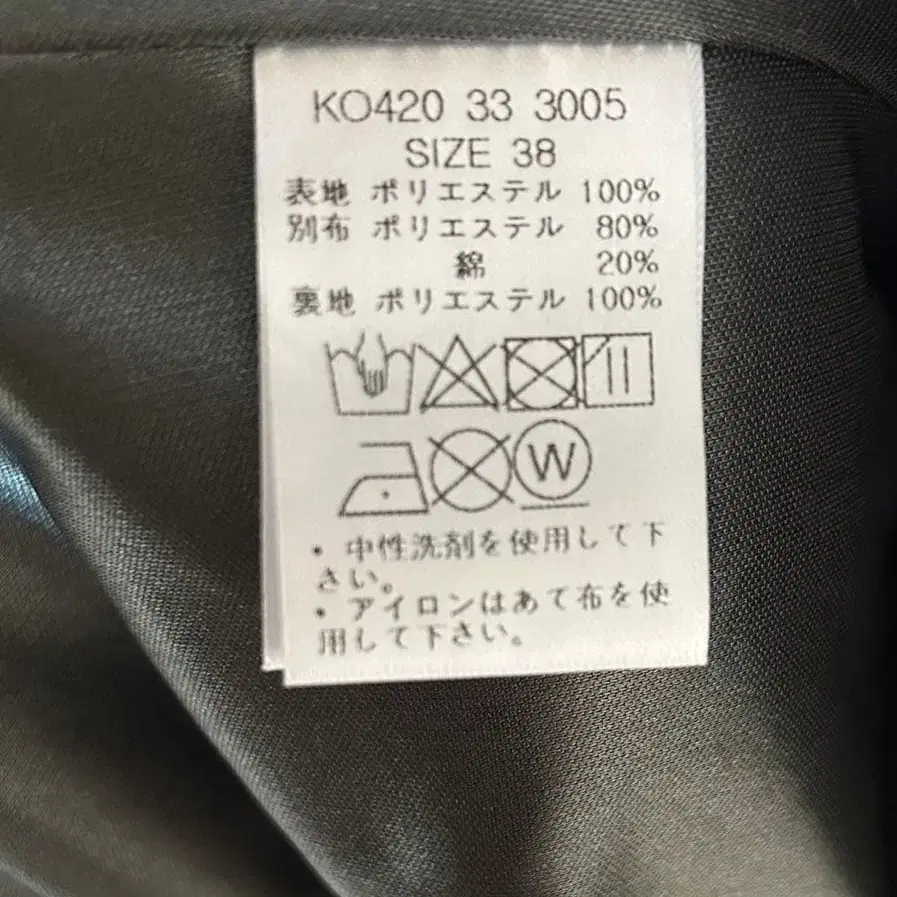 KO420 33 3005
SIZE 38
表地 ポリエステル 100%
別布 ポリエステル 80%
綿 20%
裏地 ポリエステル 100%
W
・ 中性洗剤を使用して下
さい。
・ アイロンはあて布を使
用して下さい。